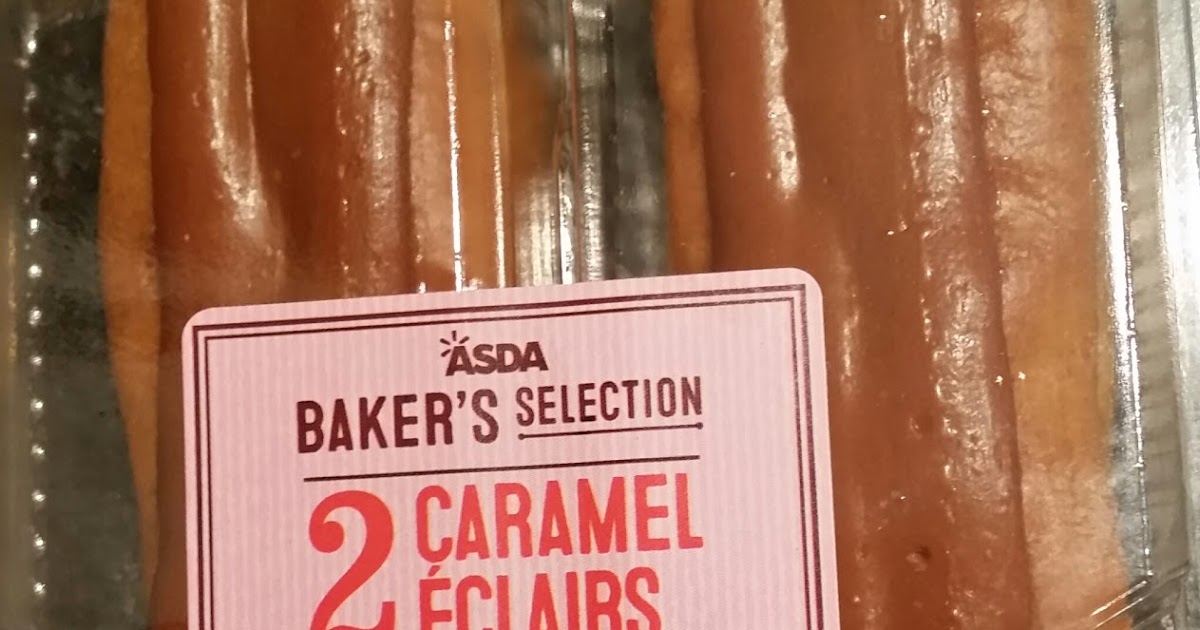 ASDA
BAKER'S SELECTION
2 CARAMEL
ÉCLAIRS